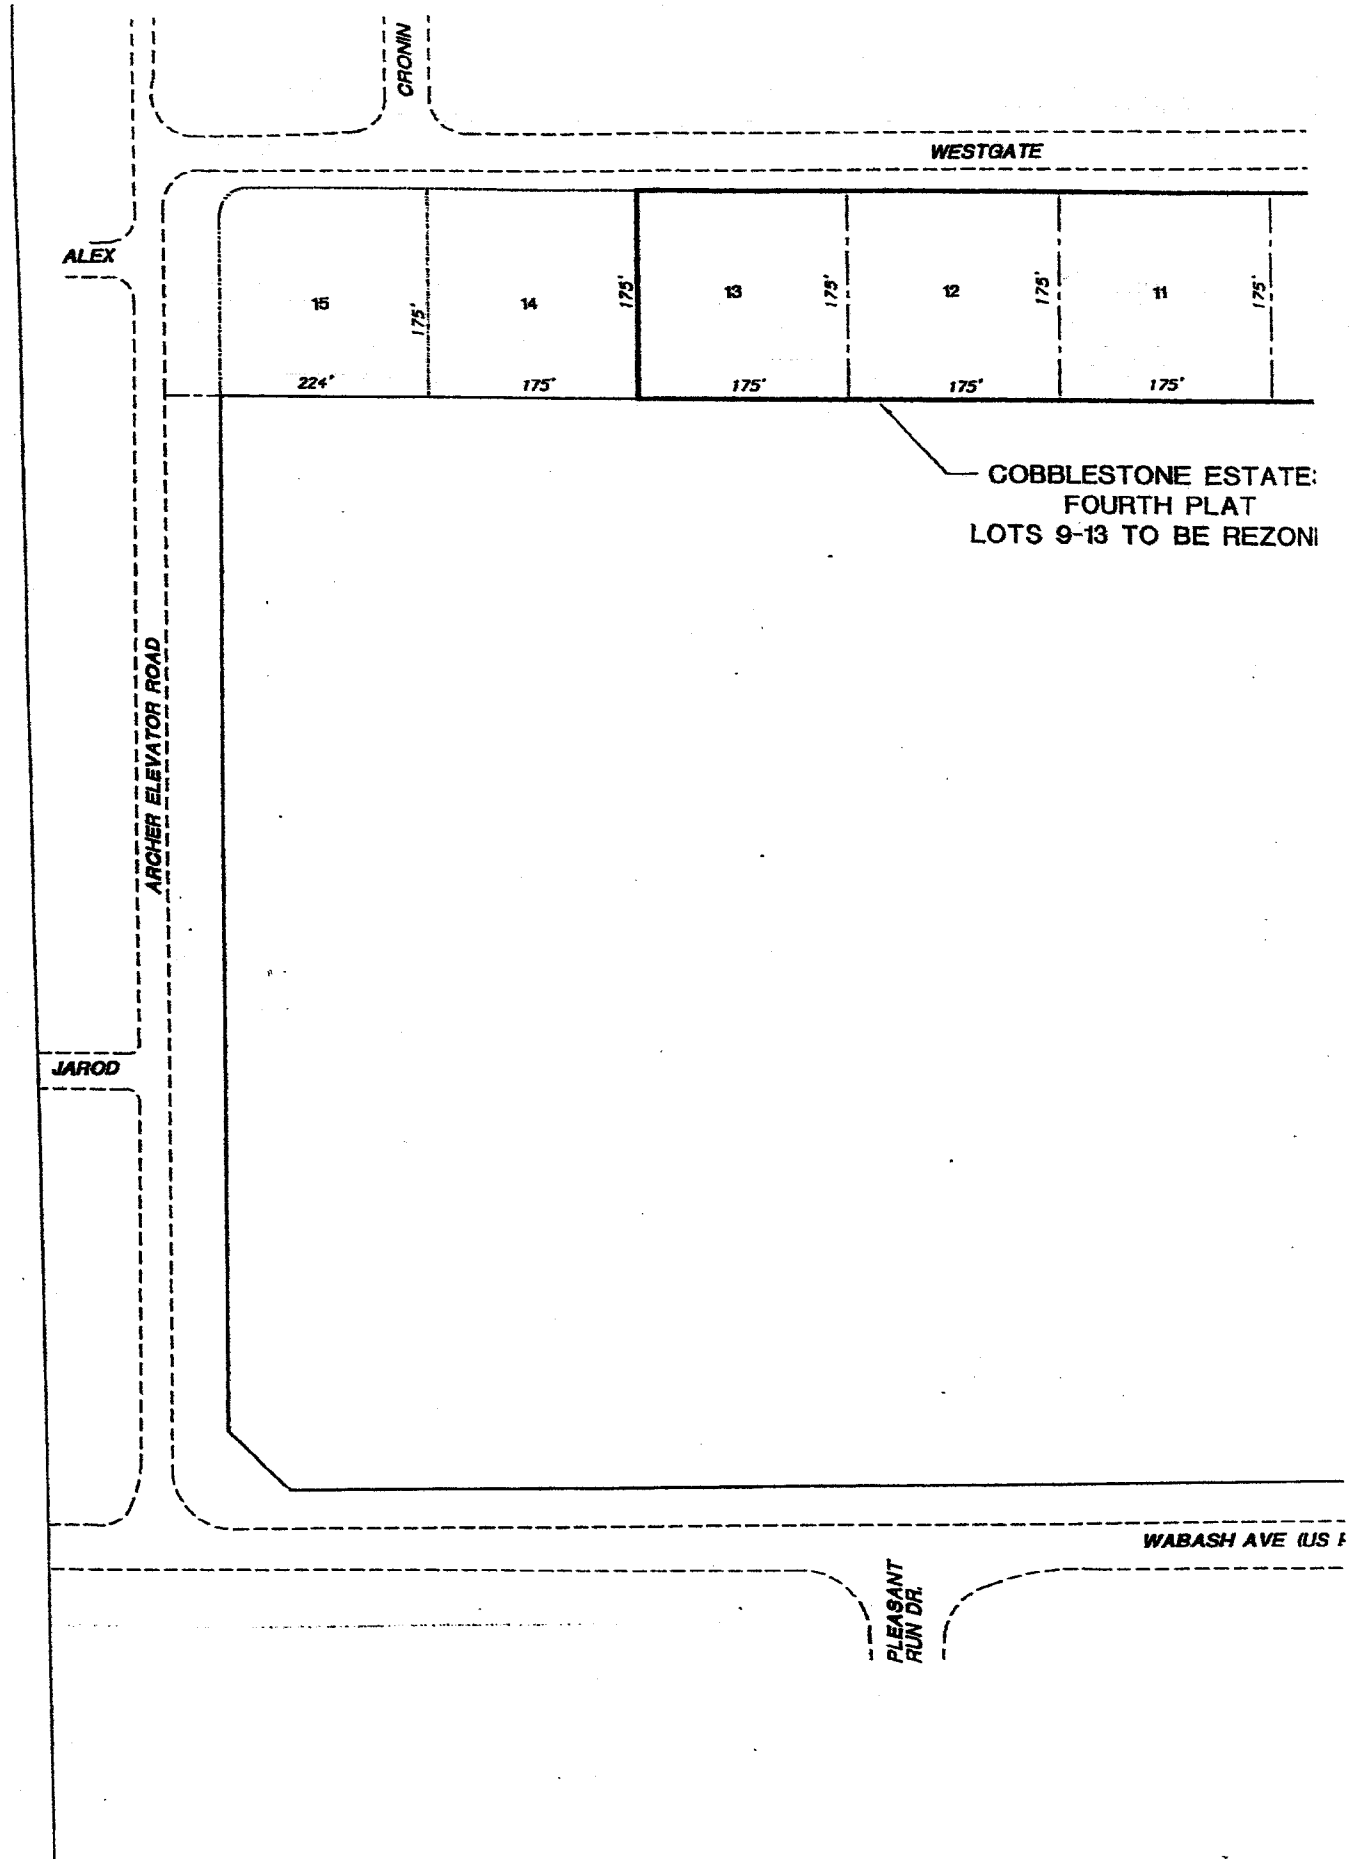 CRONIN
WESTGATE
ALEX
15
175'
14
175'
13
175'
12
175'
11
175'
224'
175'
175'
175'
175'
COBBLESTONE ESTATE
FOURTH PLAT
LOTS 9-13 TO BE REZON
ARCHER ELEVATOR ROAD
JAROD
WABASH AVE (US
PLEASANT
RUN DR.